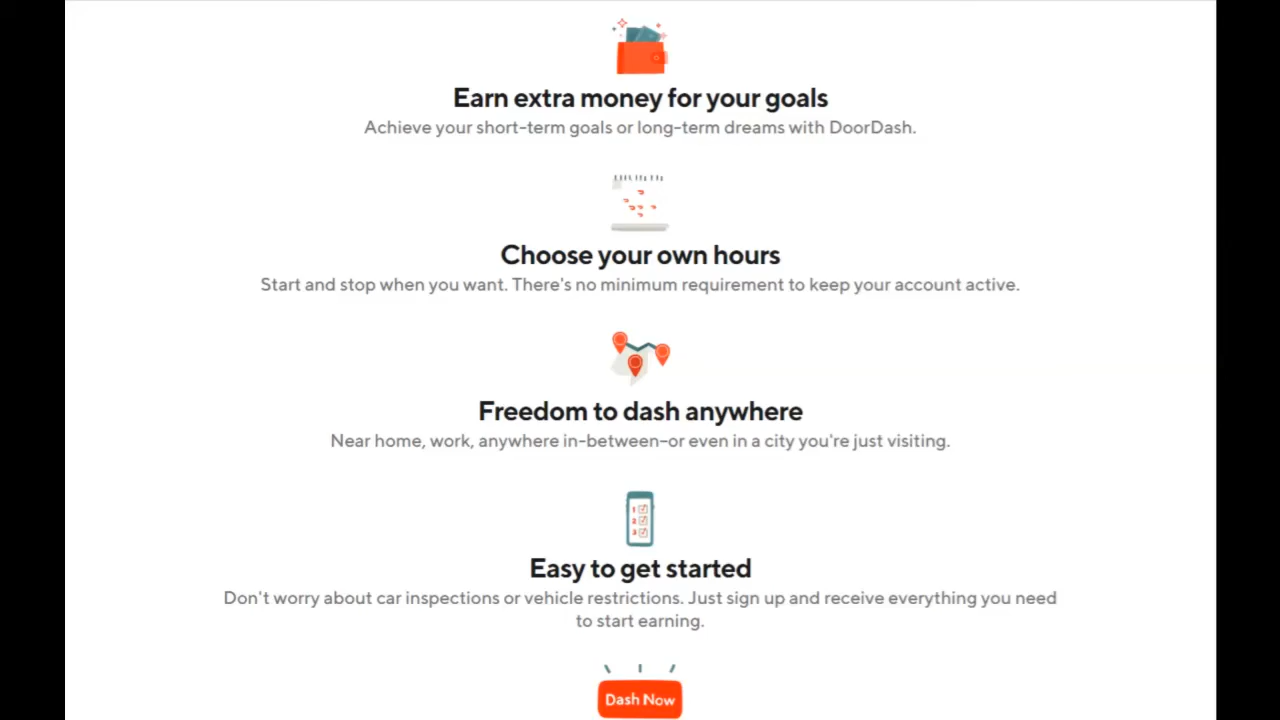 Earn extra money for your goals
Achieve your short-term goals or long-term dreams with DoorDash.
Choose your own hours
Start and stop when you want. There's no minimum requirement to keep your account active.
Freedom to dash anywhere
Near home, work, anywhere in-between–or even in a city you're just visiting.
1
2
3
Easy to get started
Don't worry about car inspections or vehicle restrictions. Just sign up and receive everything you need
to start earning.
Dash Now